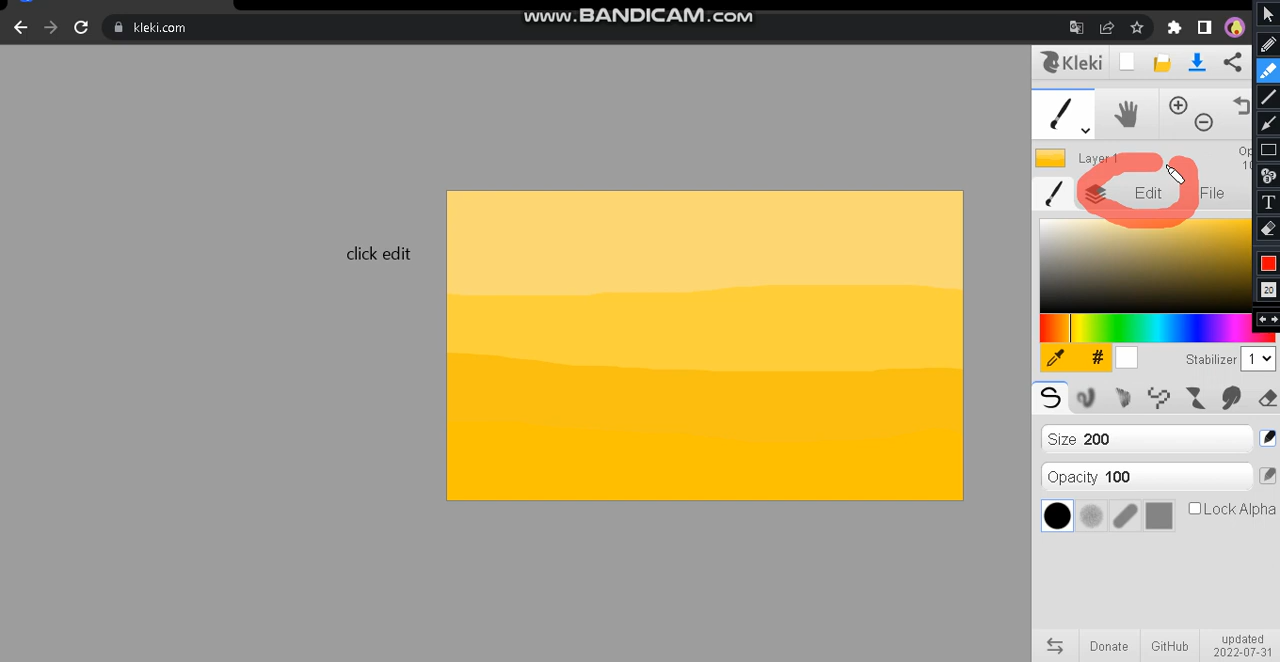 www.BANDICAM.com
kleki.com
Kleki
Layer 1
Edit
File
click edit
#
Stabilizer 1
20
T
Size 200
Opacity 100
Lock Alpha
Donate
GitHub
updated
2022-07-31